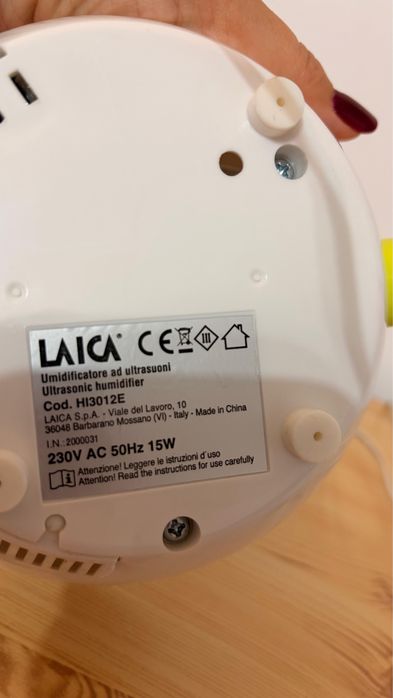 LAICA® CE
Umidificatore ad ultrasuoni
Ultrasonic humidifier
Cod. HI3012E
LAICA S.p.A. - Viale del Lavoro, 10
36048 Barbarano Mossano (VI) - Italy - Made in China
I.N.:2000031
230V AC 50Hz 15W
Attenzione! Leggere le istruzioni d'uso
Attention! Read the instructions for use carefully